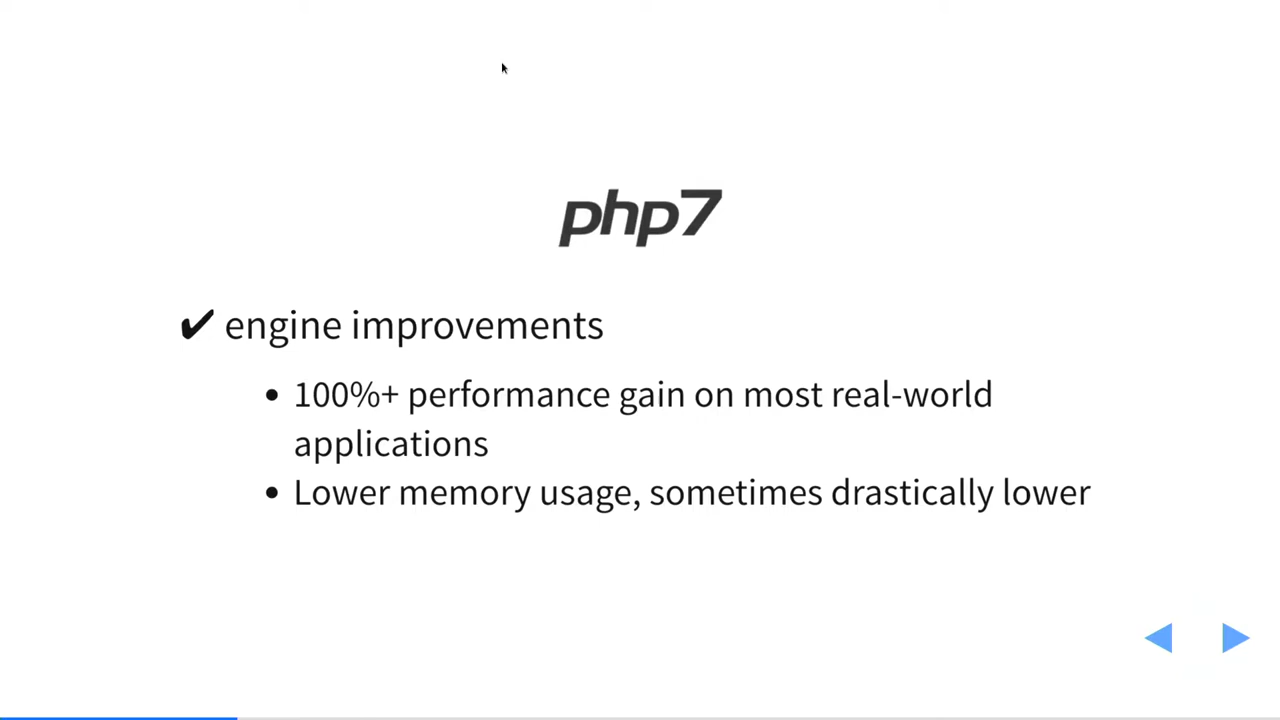 php7
✔ engine improvements
• 100%+ performance gain on most real-world
applications
• Lower memory usage, sometimes drastically lower